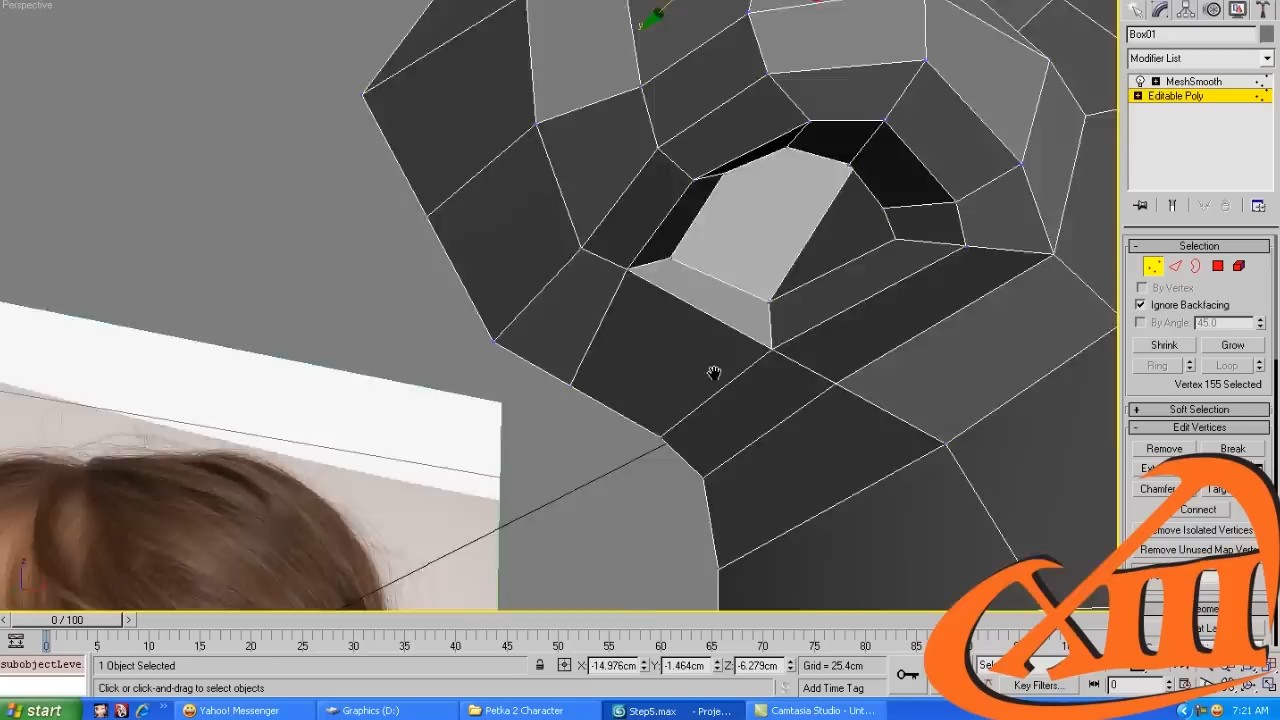 Perspective
y
Box01
Modifier List
MeshSmooth
Editable Poly
Selection
By Vertex
Ignore Backfacing
By Angle: 45.0
Shrink Grow
Ring Loop
Vertex 155 Selected
Soft Selection
Edit Vertices
Remove Break
Chamfer
Connect
Remove Isolated Vertices
XIII
0 / 100
0 5 10 15 20 25 30 35 40 45 50 55 60 65 70 75 80 85
1 Object Selected X: -14.976cm Y: -1.464cm Z: -6.279cm Grid = 25.4cm
Click or click-and-drag to select objects Add Time Tag Key Filters... 0
start Yahoo! Messenger Graphics (D:) Petka 2 Character Step5.max - Proje... Camtasia Studio - Unt... 7:21 AM